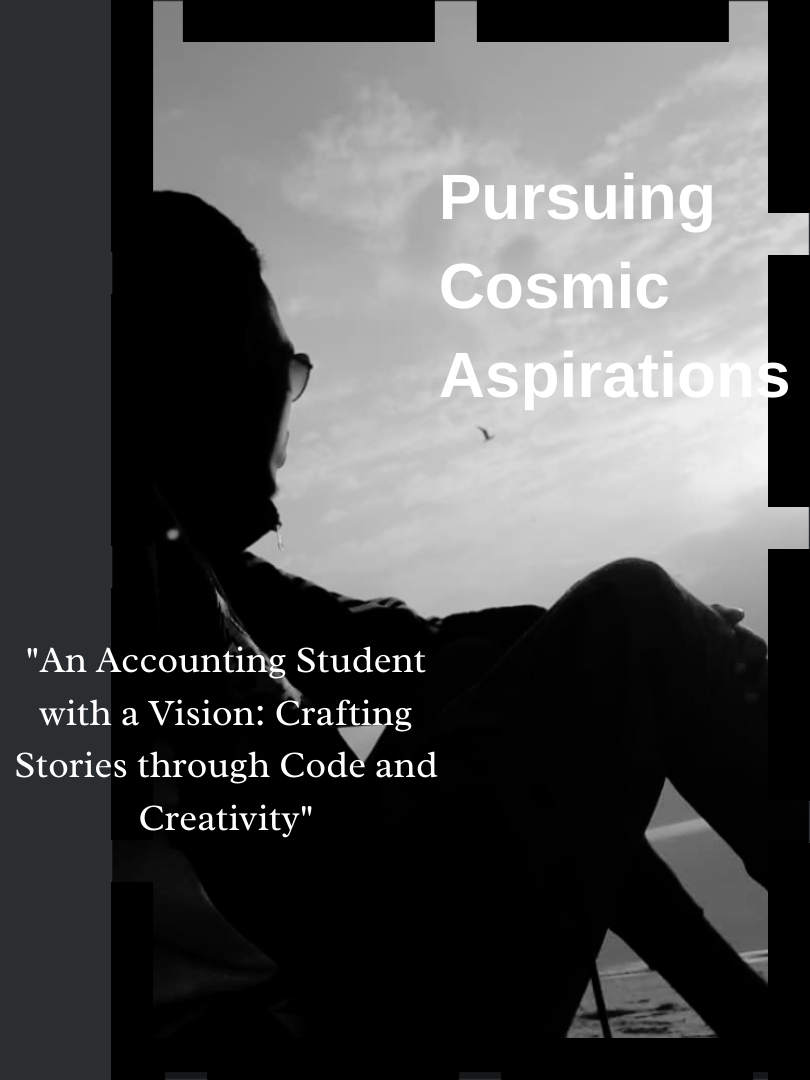 Pursuing
Cosmic
Aspirations
"An Accounting Student
with a Vision: Crafting
Stories through Code and
Creativity"